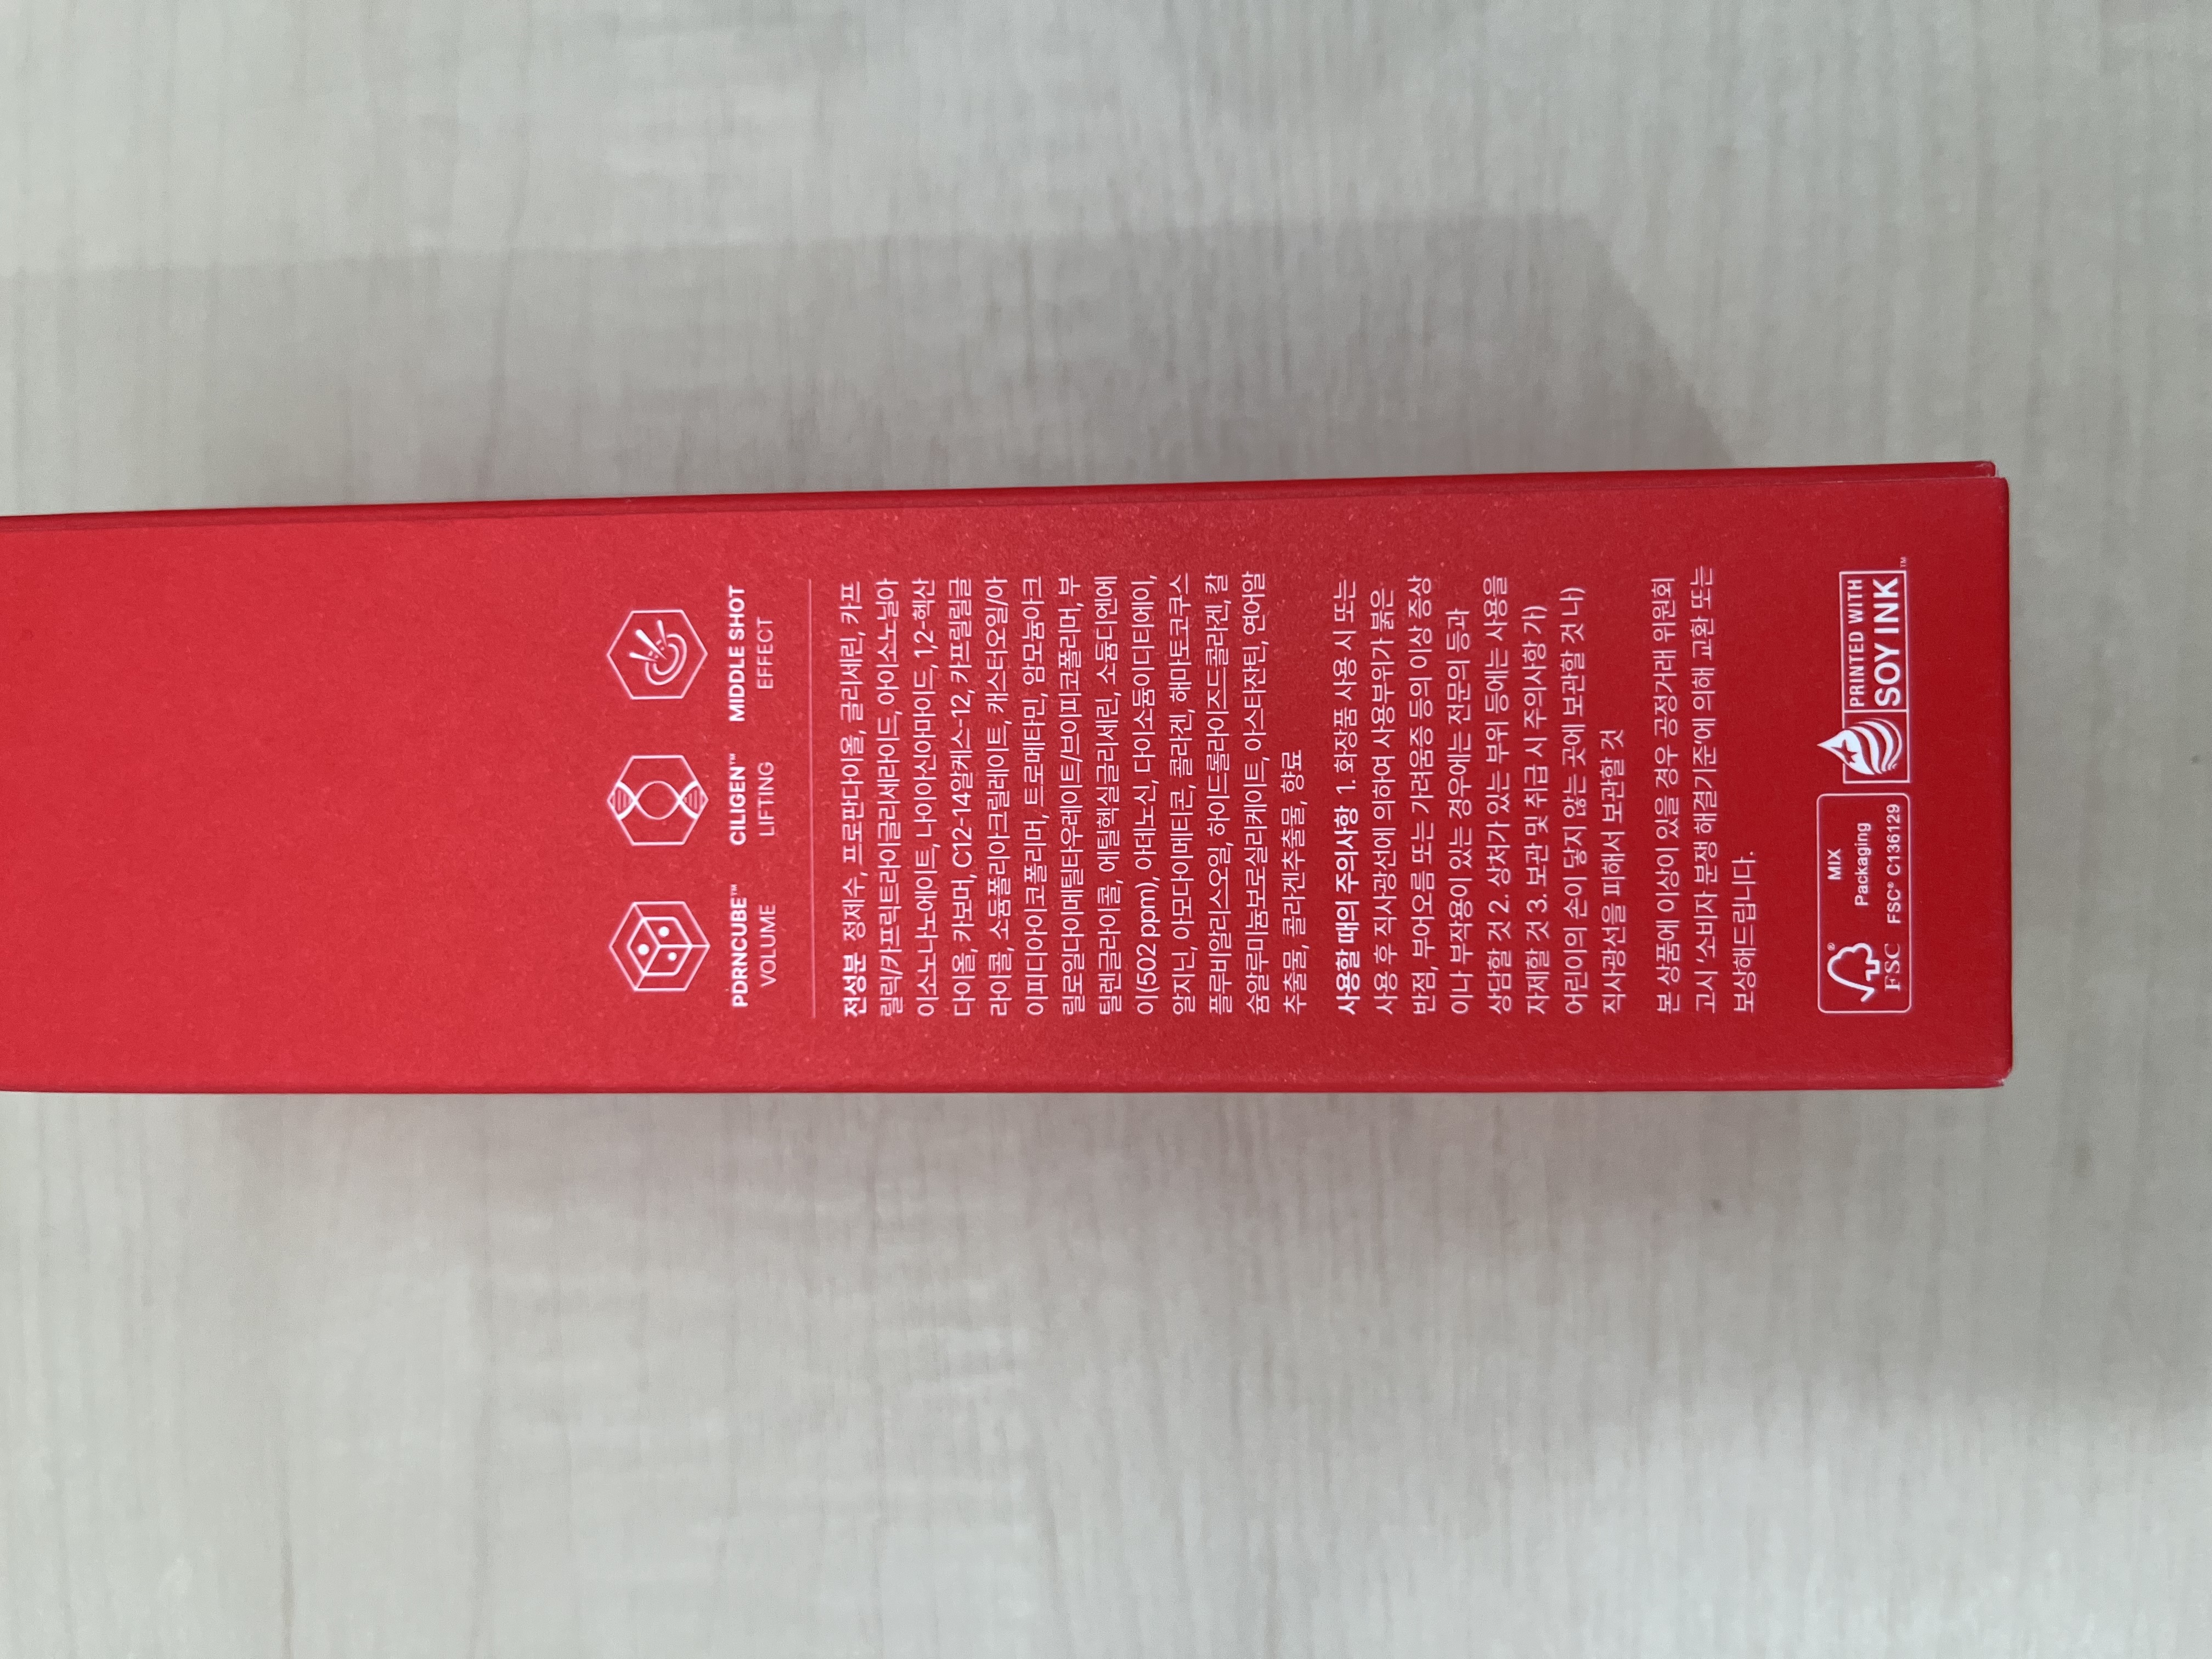 PDRNCUBE™ CILIGEN™ MIDDLE SHOT
VOLUME LIFTING EFFECT
전성분 정제수, 프로판다이올, 글리세린, 카프
릴릭/카프릭트라이글리세라이드, 아이소노닐아
이소노나노에이트, 나이아신아마이드, 1,2-헥산
다이올, 카보머, C12-14알케스-12, 카프릴릴글
라이콜, 소듐폴리아크릴레이트, 캐스터오일/아
이피디아이코폴리머, 트로메타민, 암모늄아크
릴로일다이메틸타우레이트/브이피코폴리머, 부
틸렌글라이콜, 에틸헥실글리세린, 소듐디엔에
이(502 ppm), 아데노신, 다이소듐이디티에이,
알지닌, 아모다이메티콘, 콜라겐, 해마토코쿠스
플루비알리스오일, 하이드롤라이즈드콜라겐, 칼
슘알루미늄보로실리케이트, 아스타잔틴, 연어알
추출물, 콜라겐추출물, 향료
사용할 때의 주의사항 1. 화장품 사용 시 또는
사용 후 직사광선에 의하여 사용부위가 붉은
반점, 부어오름 또는 가려움증 등의 이상 증상
이나 부작용이 있는 경우에는 전문의 등과
상담할 것 2. 상처가 있는 부위 등에는 사용을
자제할 것 3. 보관 및 취급 시 주의사항 가)
어린이의 손이 닿지 않는 곳에 보관할 것 나)
직사광선을 피해서 보관할 것
본 상품에 이상이 있을 경우 공정거래 위원회
고시 '소비자 분쟁 해결기준'에 의해 교환 또는
보상해드립니다.
FSC®
MIX
Packaging
FSC® C136129
PRINTED WITH
SOY INK™